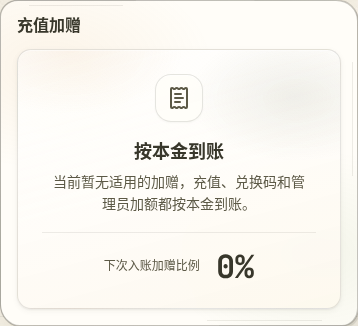 充值加赠
按本金到账
当前暂无适用的加赠，充值、兑换码和管
理员加额都按本金到账。
下次入账加赠比例 0%